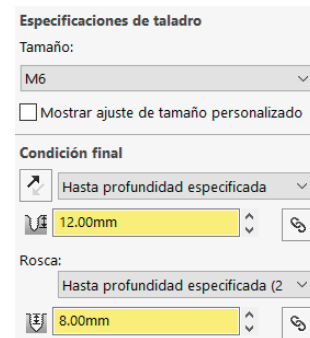 Especificaciones de taladro
Tamaño:
M6
Mostrar ajuste de tamaño personalizado
Condición final
Hasta profundidad especificada
12.00mm
Rosca:
Hasta profundidad especificada (2
8.00mm